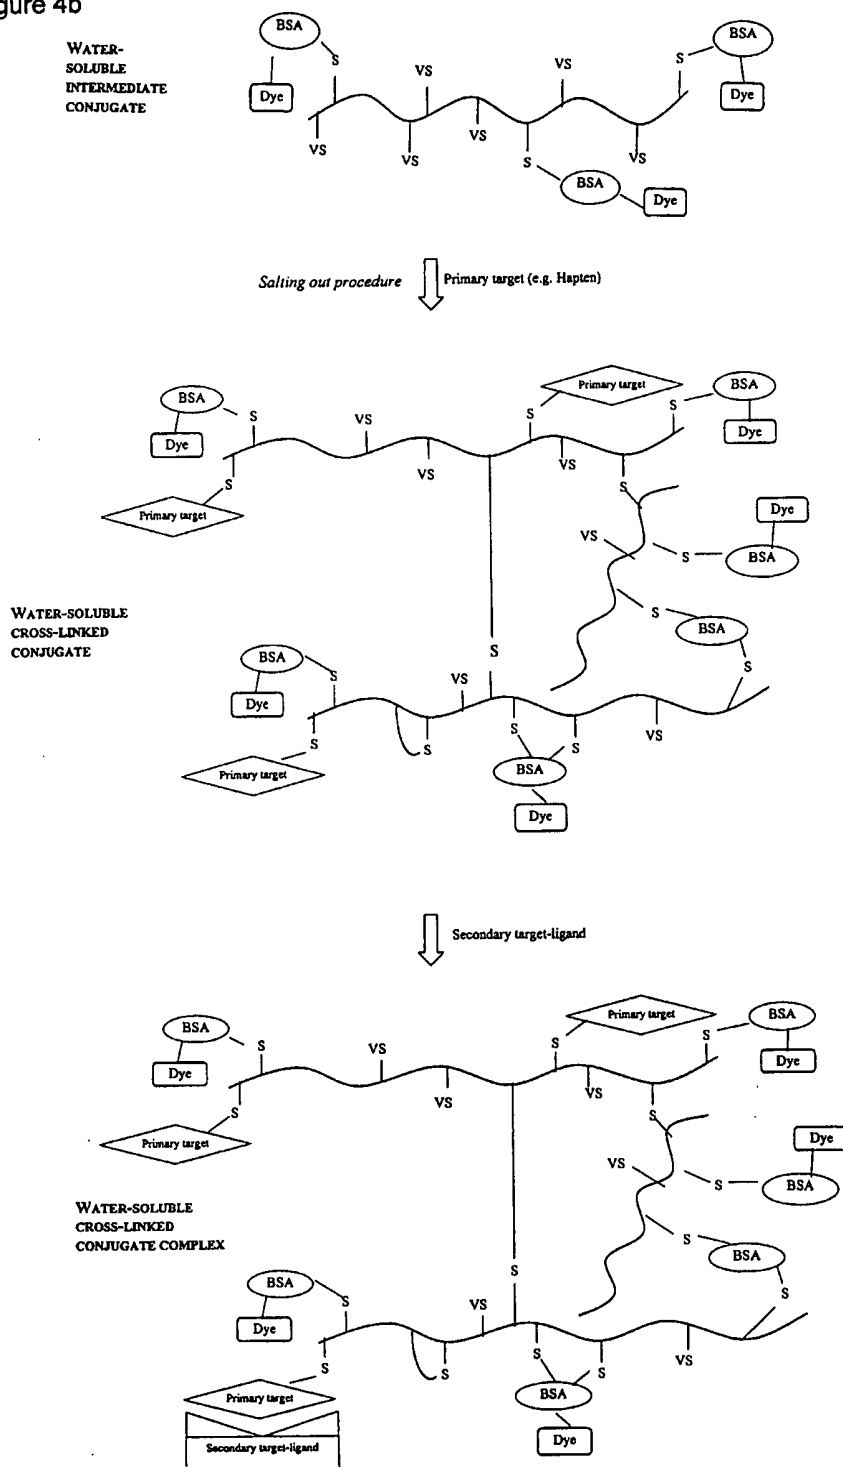 gure 4b
WATER-
SOLUBLE
INTERMEDIATE
CONJUGATE
BSA
S
VS
VS
S
BSA
Dye
Dye
VS
VS
VS
S
VS
BSA
Dye
Salting out procedure
Primary target (e.g. Hapten)
BSA
S
VS
S
Primary target
S
BSA
Dye
Dye
VS
VS
S
S
Primary target
Dye
VS
S
BSA
WATER-SOLUBLE
CROSS-LINKED
CONJUGATE
S
BSA
BSA
S
S
VS
S
Dye
S
S
S
S
VS
Primary target
BSA
Dye
Secondary target-ligand
BSA
S
VS
S
Primary target
S
BSA
Dye
Dye
VS
VS
S
S
Primary target
Dye
VS
S
BSA
WATER-SOLUBLE
CROSS-LINKED
CONJUGATE COMPLEX
S
BSA
BSA
S
S
VS
S
Dye
S
S
S
S
VS
Primary target
BSA
Secondary target-ligand
Dye